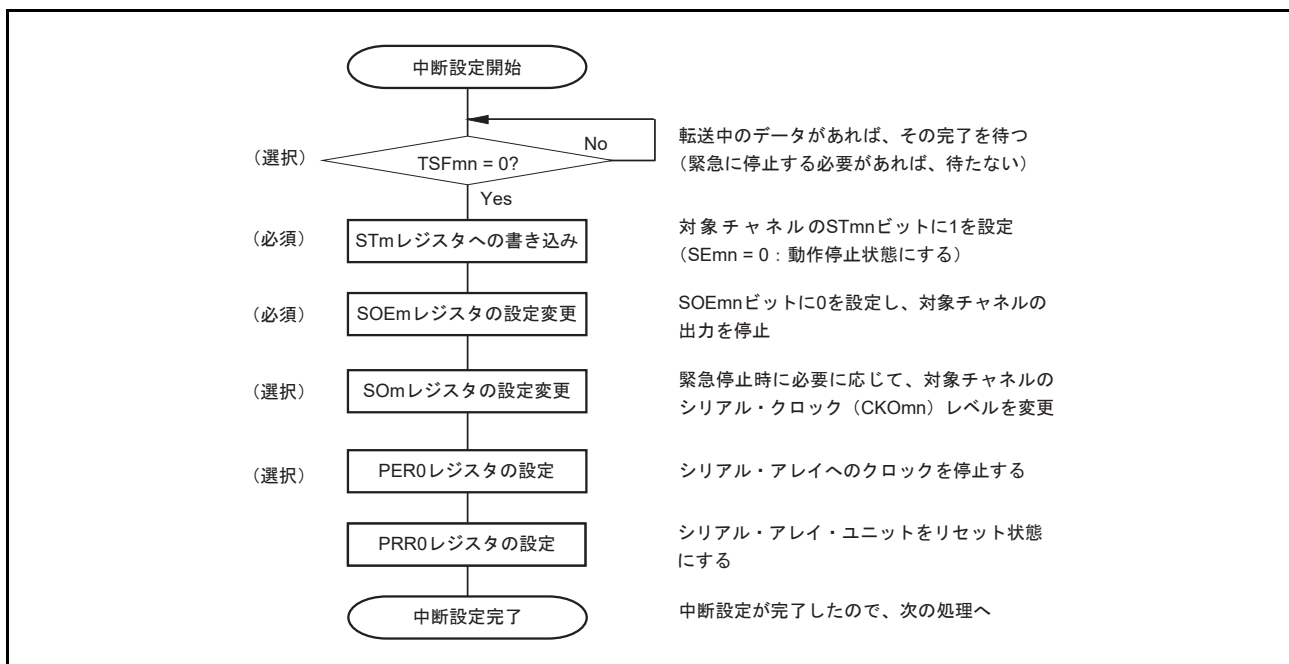 中断設定開始
No
転送中のデータがあれば、その完了を待つ
（選択）
TSFmn = 0?
（緊急に停止する必要があれば、待たない）
Yes
（必須）
STmレジスタへの書き込み
対象チャネルのSTmnビットに1を設定
（SEmn = 0：動作停止状態にする）
（必須）
SOEmレジスタの設定変更
SOEmnビットに0を設定し、対象チャネルの
出力を停止
（選択）
SOmレジスタの設定変更
緊急停止時に必要に応じて、対象チャネルの
シリアル・クロック（CKOmn）レベルを変更
（選択）
PER0レジスタの設定
シリアル・アレイへのクロックを停止する
PRR0レジスタの設定
シリアル・アレイ・ユニットをリセット状態
にする
中断設定完了
中断設定が完了したので、次の処理へ